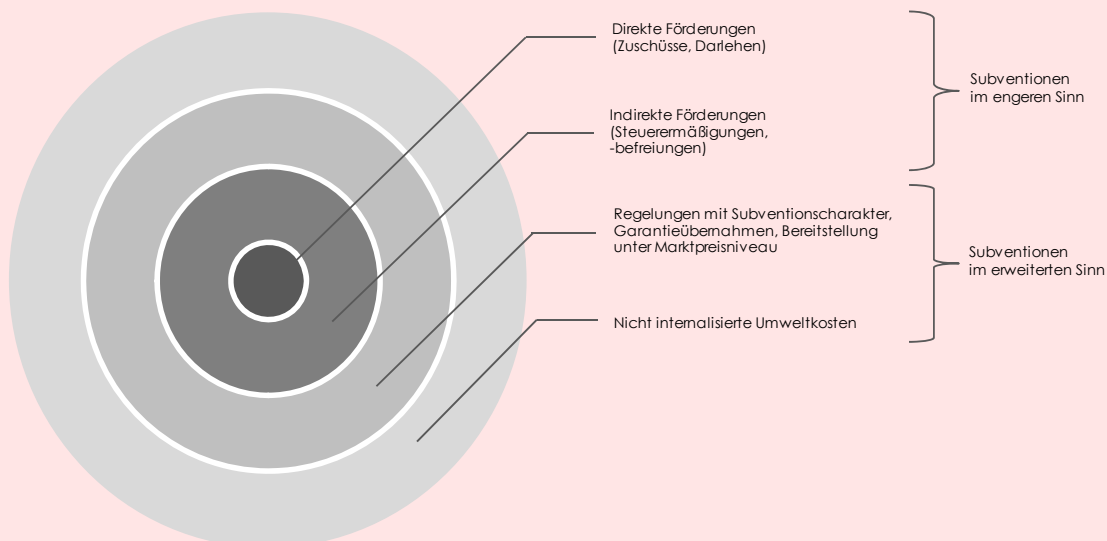 Direkte Förderungen
(Zuschüsse, Darlehen)
Subventionen
im engeren Sinn
Indirekte Förderungen
(Steuerermäßigungen,
-befreiungen)
Regelungen mit Subventionscharakter,
Garantieübernahmen, Bereitstellung
unter Marktpreisniveau
Subventionen
im erweiterten Sinn
Nicht internalisierte Umweltkosten